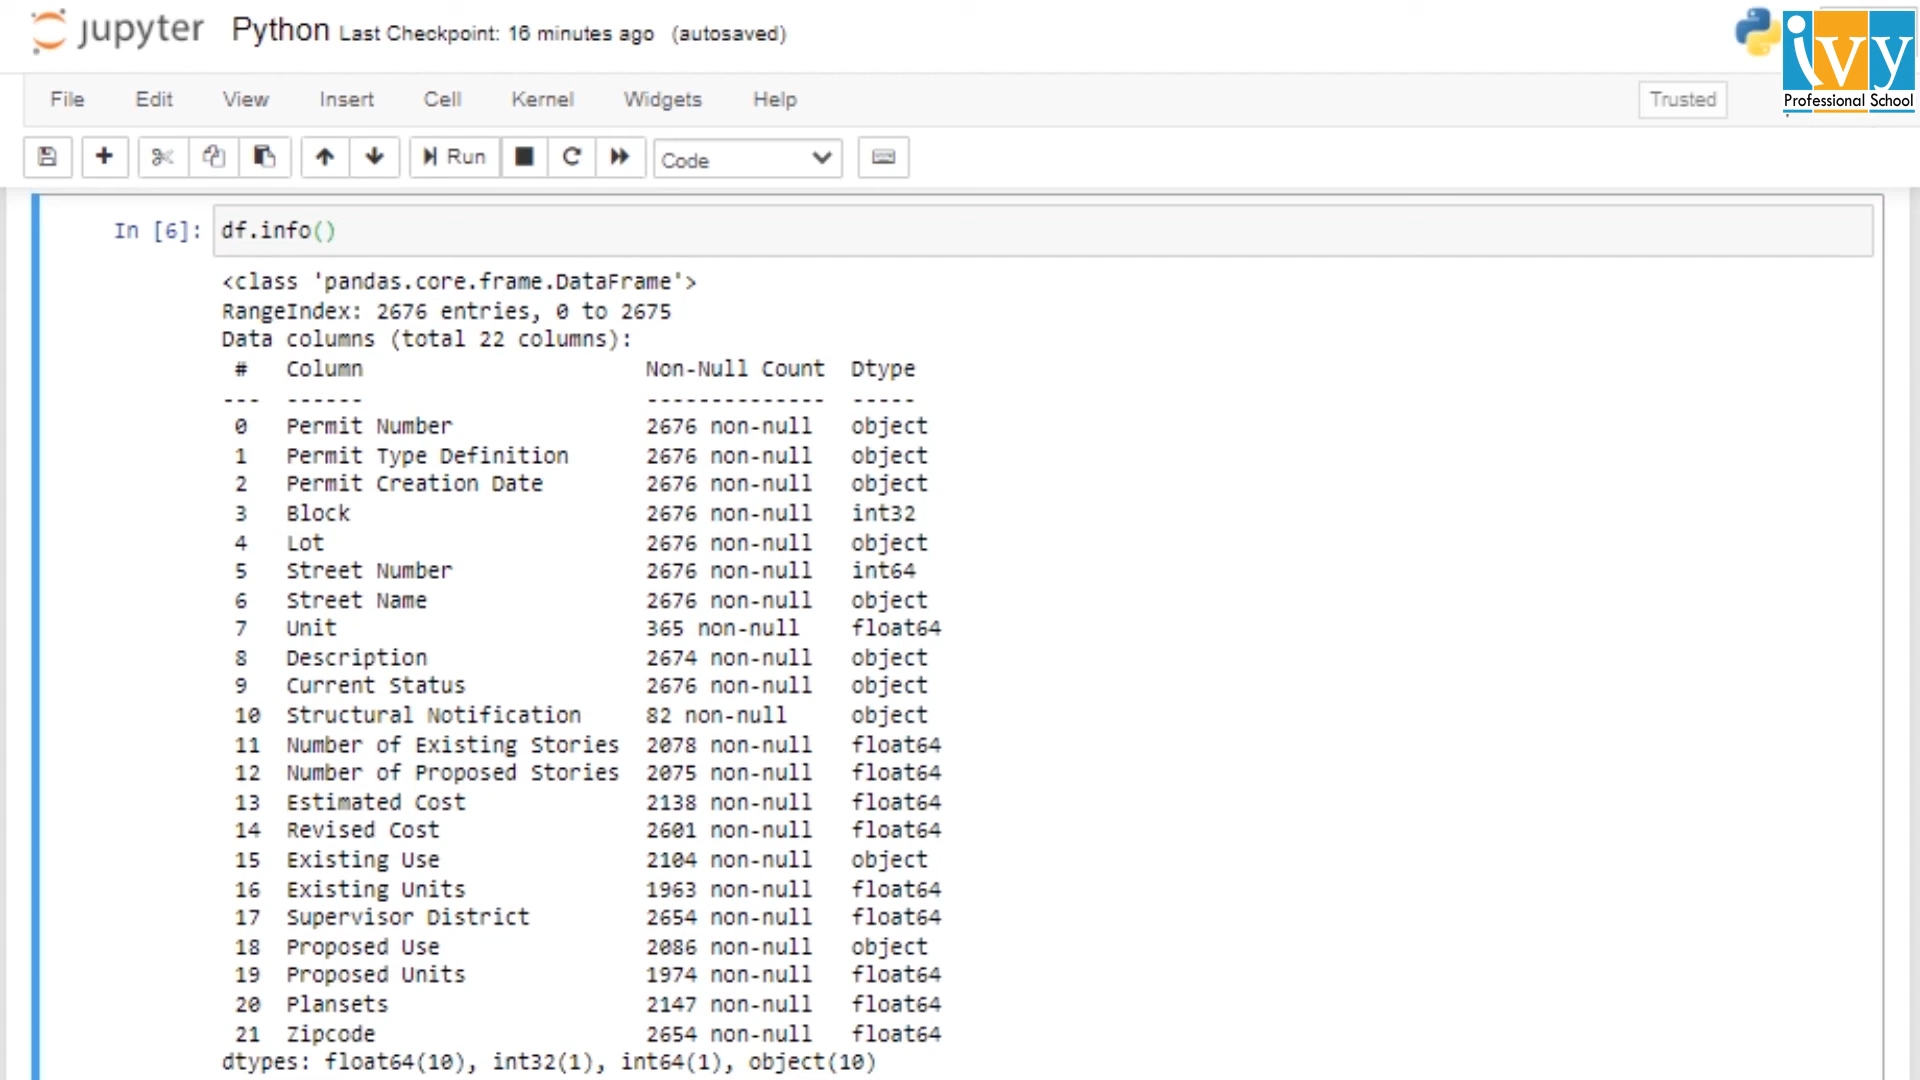 jupyter Python Last Checkpoint: 16 minutes ago (autosaved)
ivy
Professional School
File Edit View Insert Cell Kernel Widgets Help Trusted
Run Code
In [6]: df.info()
<class 'pandas.core.frame.DataFrame'>
RangeIndex: 2676 entries, 0 to 2675
Data columns (total 22 columns):
# Column Non-Null Count Dtype
--- ------ -------------- -----
0 Permit Number 2676 non-null object
1 Permit Type Definition 2676 non-null object
2 Permit Creation Date 2676 non-null object
3 Block 2676 non-null int32
4 Lot 2676 non-null object
5 Street Number 2676 non-null int64
6 Street Name 2676 non-null object
7 Unit 365 non-null float64
8 Description 2674 non-null object
9 Current Status 2676 non-null object
10 Structural Notification 82 non-null object
11 Number of Existing Stories 2078 non-null float64
12 Number of Proposed Stories 2075 non-null float64
13 Estimated Cost 2138 non-null float64
14 Revised Cost 2601 non-null float64
15 Existing Use 2104 non-null object
16 Existing Units 1963 non-null float64
17 Supervisor District 2654 non-null float64
18 Proposed Use 2086 non-null object
19 Proposed Units 1974 non-null float64
20 Plansets 2147 non-null float64
21 Zipcode 2654 non-null float64
dtypes: float64(10), int32(1), int64(1), object(10)